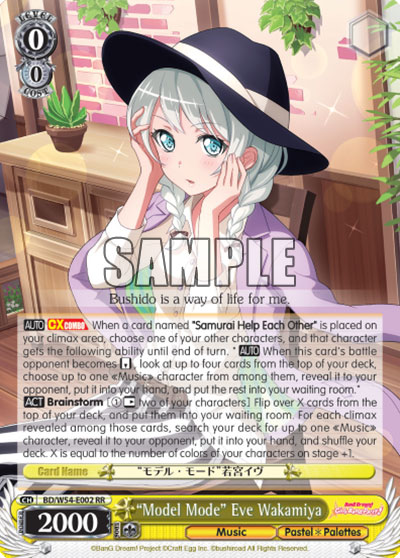 LEVEL
0
0
COST
SAMPLE
Bushido is a way of life for me.
AUTO CX COMBO When a card named "Samurai Help Each Other" is placed on
your climax area, choose one of your other characters, and that character
gets the following ability until end of turn. "AUTO When this card's battle
opponent becomes , look at up to four cards from the top of your deck,
choose up to one «Music» character from among them, reveal it to your
opponent, put it into your hand, and put the rest into your waiting room."
ACT Brainstorm [① two of your characters] Flip over X cards from the
top of your deck, and put them into your waiting room. For each climax
revealed among those cards, search your deck for up to one «Music»
character, reveal it to your opponent, put it into your hand, and shuffle your
deck. X is equal to the number of colors of your characters on stage +1.
Card Name
"モデル・モード"若宮イヴ
BD/W54-E002 RR
"Model Mode" Eve Wakamiya
POWER
2000
SOUL
Music
Pastel＊Palettes
©BanG Dream! Project ©Craft Egg Inc. ©bushiroad All Rights Reserved.